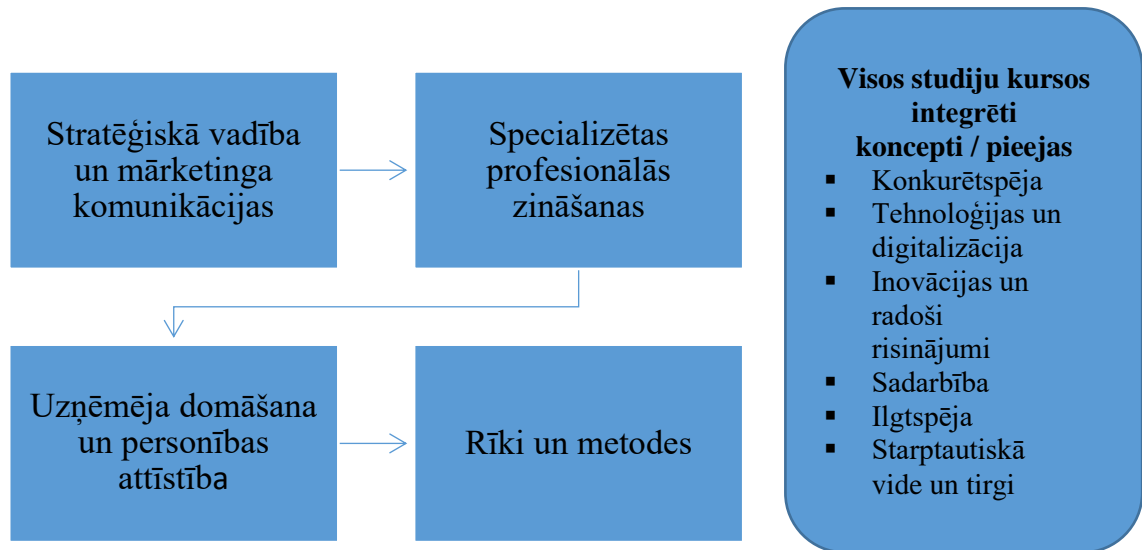 Stratēģiskā vadība
un mārketinga
komunikācijas
Specializētas
profesionālās
zināšanas
Uzņēmēja domāšana
un personības
attīstība
Rīki un metodes
Visos studiju kursos
integrēti
koncepti / pieejas
▪ Konkurētspēja
▪ Tehnoloģijas un
digitalizācija
▪ Inovācijas un
radoši
risinājumi
▪ Sadarbība
▪ Ilgtspēja
▪ Starptautiskā
vide un tirgi